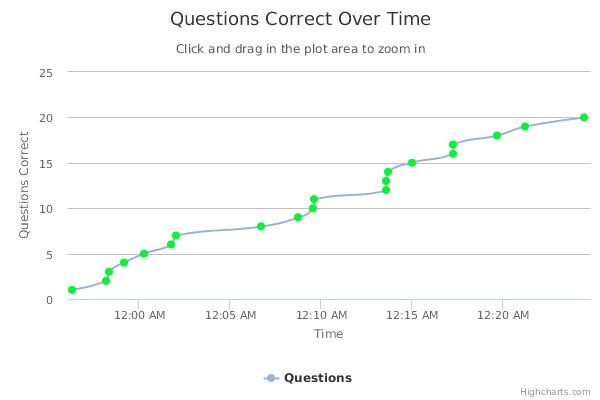 Questions Correct Over Time
Click and drag in the plot area to zoom in
25
20
15
10
5
0
Questions Correct
12:00 AM
12:05 AM
12:10 AM
12:15 AM
12:20 AM
Time
Questions
Highcharts.com